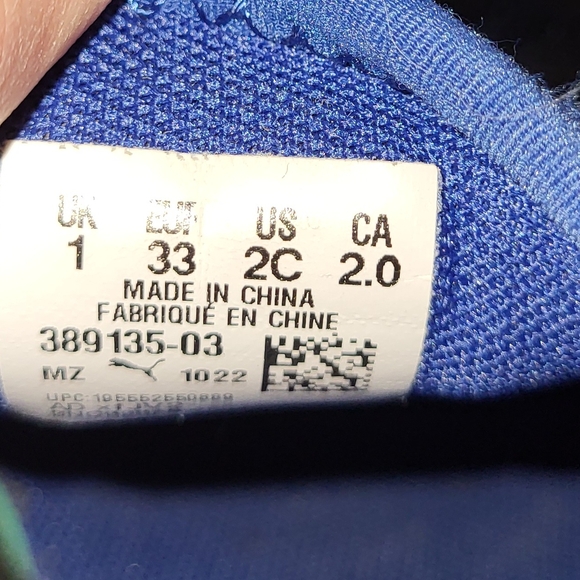 UK EUR US CA
1 33 2C 2.0
MADE IN CHINA
FABRIQUÉ EN CHINE
389135-03
MZ 1022
UPC: